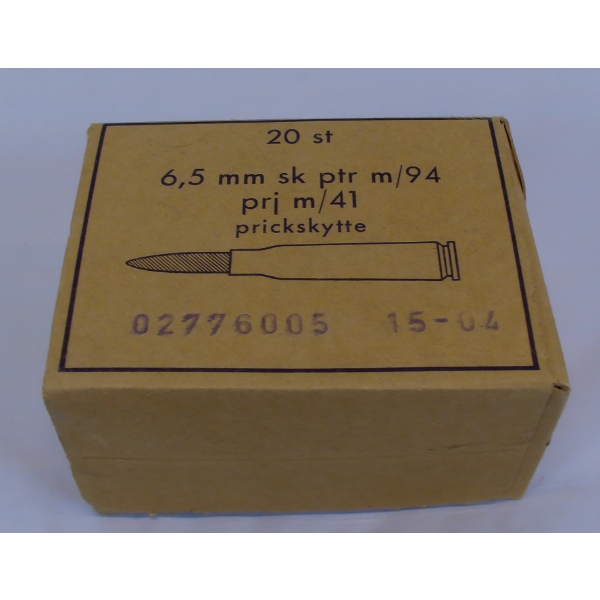 20 st
6,5 mm sk ptr m/94
prj m/41
prickskytte
02776005 15-04